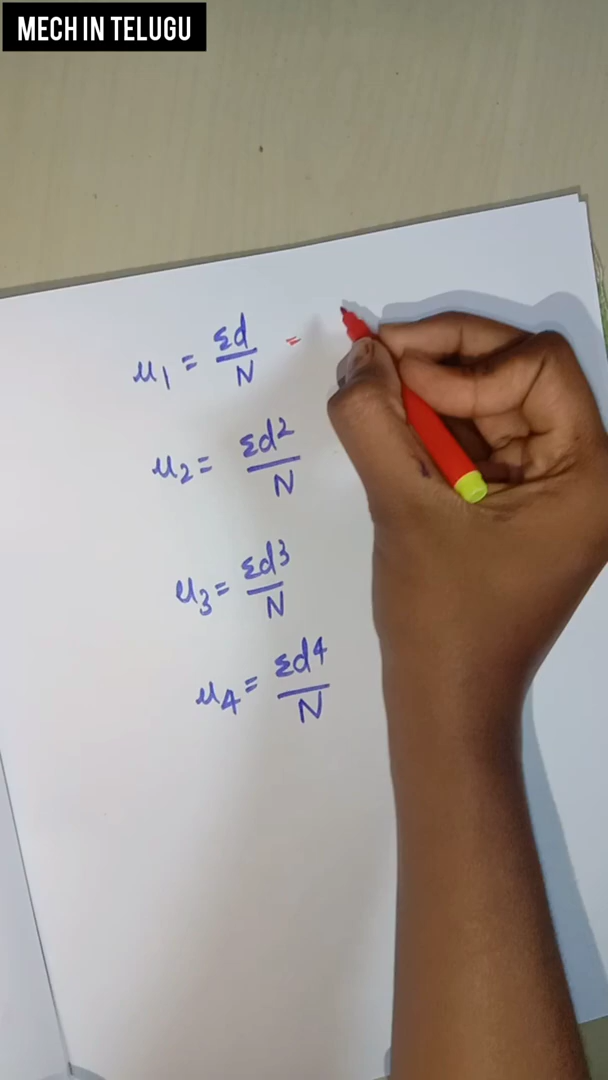 MECH IN TELUGU
μ₁ = Σd/N =
μ₂ = Σd²/N
μ₃ = Σd³/N
μ₄ = Σd⁴/N